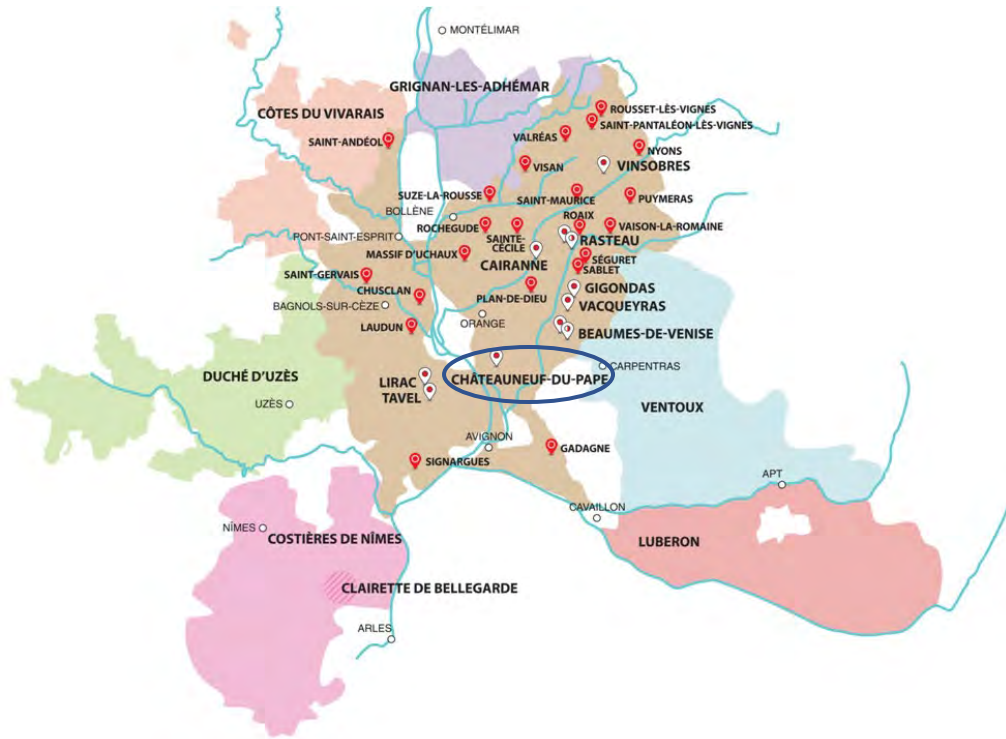 MONTÉLIMAR
GRIGNAN-LES-ADHÉMAR
CÔTES DU VIVARAIS
ROUSSET-LÈS-VIGNES
SAINT-PANTALÉON-LÈS-VIGNES
VALRÉAS
SAINT-ANDÉOL
NYONS
VISAN
VINSOBRES
SUZE-LA-ROUSSE
SAINT-MAURICE
PUYMERAS
BOLLÈNE
ROAIX
ROCHEGUDE
VAISON-LA-ROMAINE
PONT-SAINT-ESPRIT
SAINTE-
CÉCILE
RASTEAU
MASSIF D'UCHAUX
CAIRANNE
SÉGURET
SABLET
SAINT-GERVAIS
CHUSCLAN
PLAN-DE-DIEU
GIGONDAS
VACQUEYRAS
BAGNOLS-SUR-CÈZE
ORANGE
LAUDUN
BEAUMES-DE-VENISE
CARPENTRAS
DUCHÉ D'UZÈS
LIRAC
TAVEL
CHÂTEAUNEUF-DU-PAPE
UZÈS
VENTOUX
AVIGNON
GADAGNE
SIGNARGUES
APT
CAVAILLON
NÎMES
COSTIÈRES DE NÎMES
LUBERON
CLAIRETTE DE BELLEGARDE
ARLES